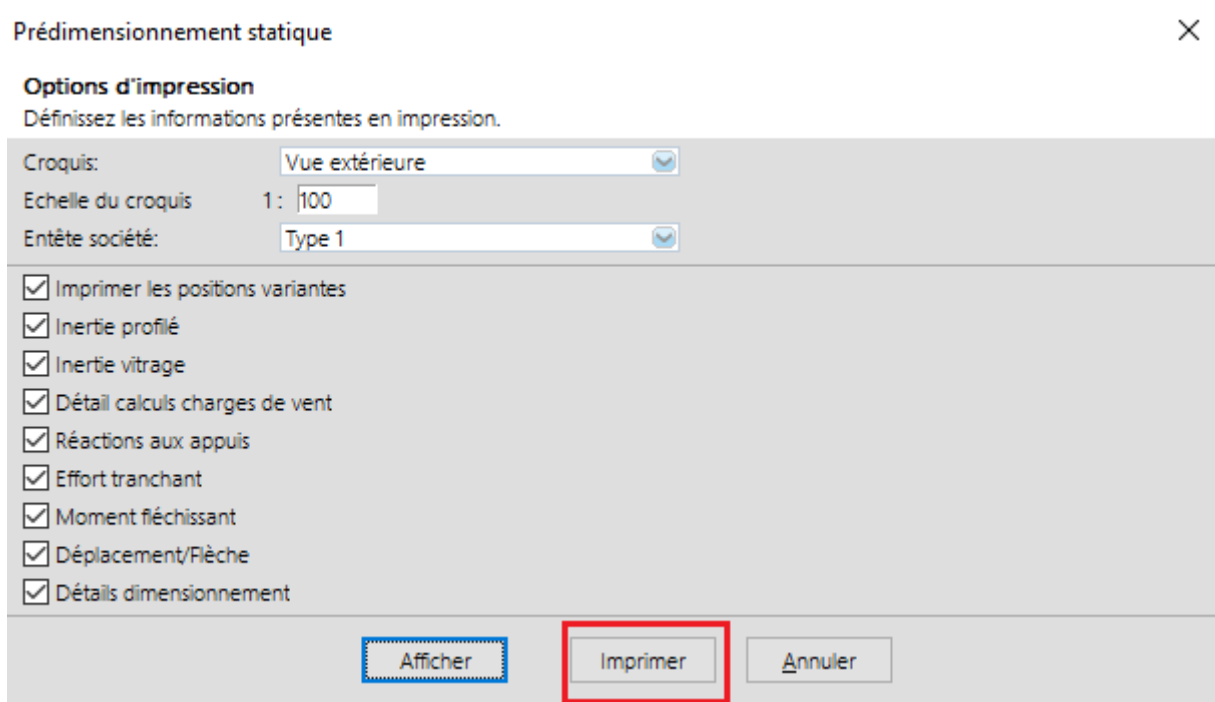 Prédimensionnement statique
Options d'impression
Définissez les informations présentes en impression.
Croquis: Vue extérieure
Echelle du croquis 1 : 100
Entête société: Type 1
Imprimer les positions variantes
Inertie profilé
Inertie vitrage
Détail calculs charges de vent
Réactions aux appuis
Effort tranchant
Moment fléchissant
Déplacement/Flèche
Détails dimensionnement
Afficher Imprimer Annuler